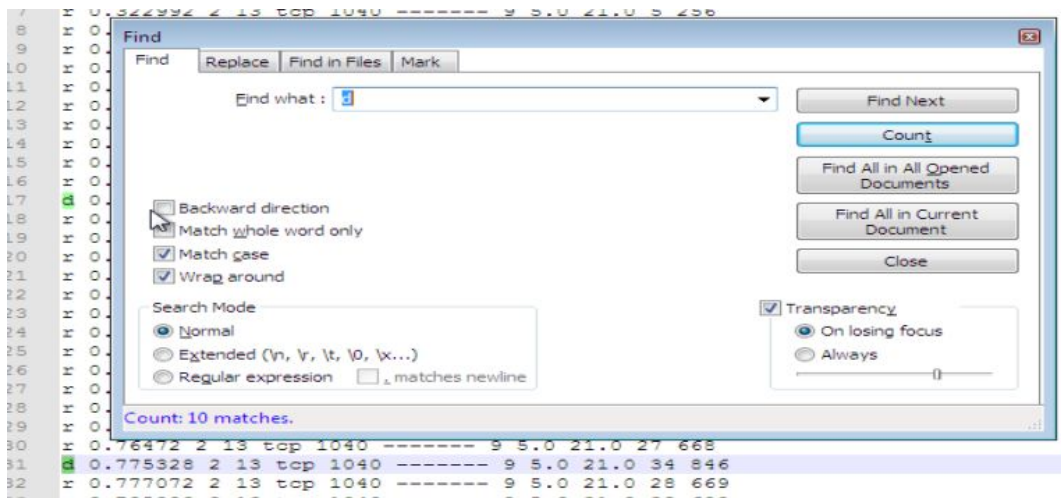 7 r 0.322992 2 13 tcp 1040 ------- 9 5.0 21.0 5 256
8 r 0.
9 r 0.
10 r 0.
11 r 0.
12 r 0.
13 r 0.
14 r 0.
15 r 0.
16 r 0.
17 d 0.
18 r 0.
19 r 0.
20 r 0.
21 r 0.
22 r 0.
23 r 0.
24 r 0.
25 r 0.
26 r 0.
27 r 0.
28 r 0.
29 r 0.
Find
Find Replace Find in Files Mark
Find what : d
Find Next
Count
Find All in All Opened
Documents
Find All in Current
Document
Close
Backward direction
Match whole word only
Match case
Wrap around
Search Mode
Normal
Extended (\n, \r, \t, \0, \x...)
Regular expression . matches newline
Transparency
On losing focus
Always
Count: 10 matches.
30 r 0.76472 2 13 tcp 1040 ------- 9 5.0 21.0 27 668
31 d 0.775328 2 13 tcp 1040 ------- 9 5.0 21.0 34 846
32 r 0.777072 2 13 tcp 1040 ------- 9 5.0 21.0 28 669